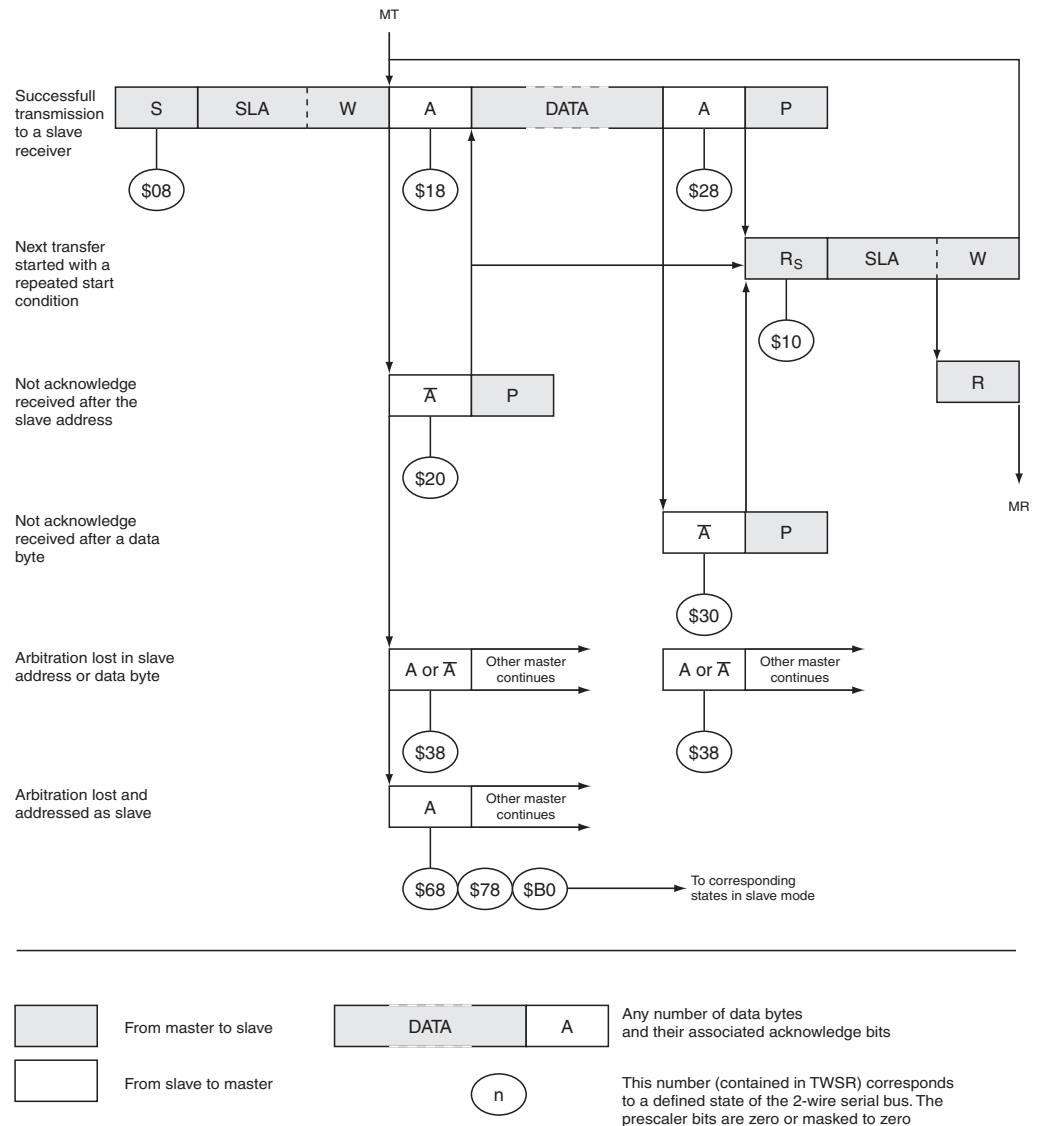 MT
Successfull
transmission
to a slave
receiver
S
SLA
W
A
DATA
A
P
$08
$18
$28
Next transfer
started with a
repeated start
condition
RS
SLA
W
$10
Not acknowledge
received after the
slave address
A̅
P
R
$20
MR
Not acknowledge
received after a data
byte
A̅
P
$30
Arbitration lost in slave
address or data byte
A or A̅
Other master
continues
A or A̅
Other master
continues
$38
$38
Arbitration lost and
addressed as slave
A
Other master
continues
$68
$78
$B0
To corresponding
states in slave mode
From master to slave
DATA
A
Any number of data bytes
and their associated acknowledge bits
From slave to master
n
This number (contained in TWSR) corresponds
to a defined state of the 2-wire serial bus. The
prescaler bits are zero or masked to zero